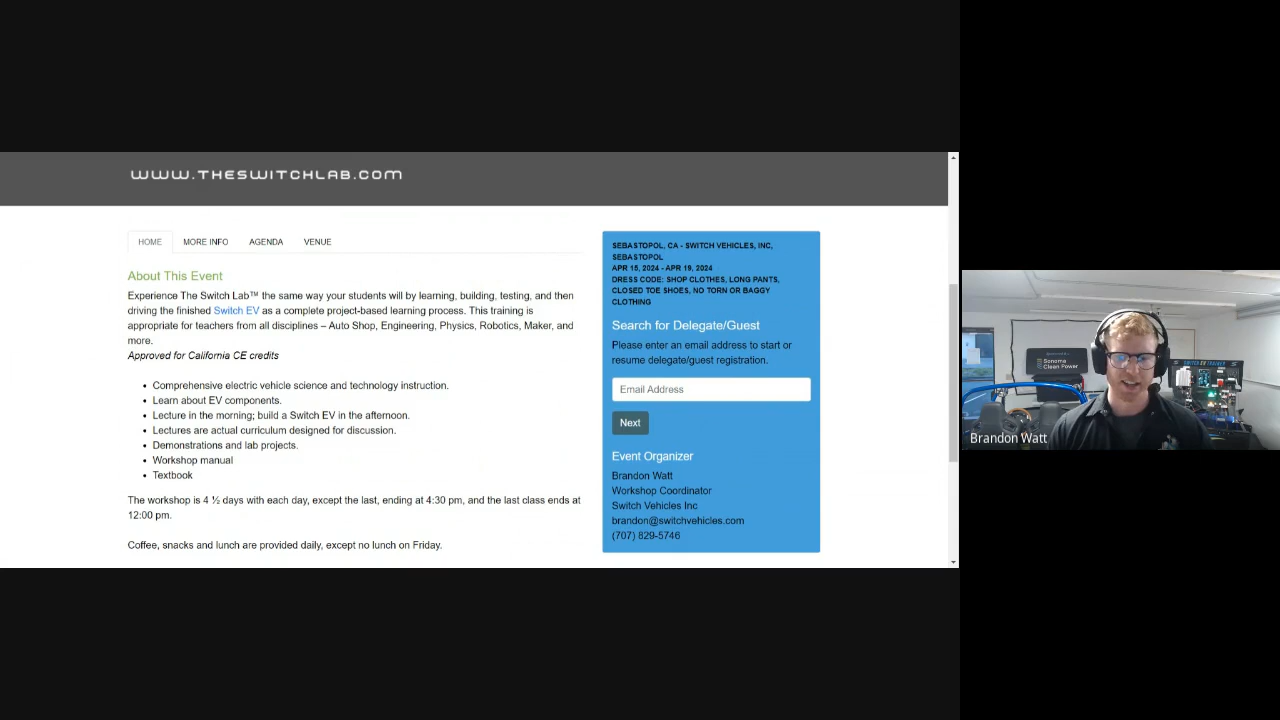 WWW.THESWITCHLAB.COM
HOME MORE INFO AGENDA VENUE
About This Event
Experience The Switch Lab™ the same way your students will by learning, building, testing, and then
driving the finished Switch EV as a complete project-based learning process. This training is
appropriate for teachers from all disciplines – Auto Shop, Engineering, Physics, Robotics, Maker, and
more.
Approved for California CE credits
• Comprehensive electric vehicle science and technology instruction.
• Learn about EV components.
• Lecture in the morning; build a Switch EV in the afternoon.
• Lectures are actual curriculum designed for discussion.
• Demonstrations and lab projects.
• Workshop manual
• Textbook
The workshop is 4 ½ days with each day, except the last, ending at 4:30 pm, and the last class ends at
12:00 pm.
Coffee, snacks and lunch are provided daily, except no lunch on Friday.
SEBASTOPOL, CA - SWITCH VEHICLES, INC,
SEBASTOPOL
APR 15, 2024 - APR 19, 2024
DRESS CODE: SHOP CLOTHES, LONG PANTS,
CLOSED TOE SHOES, NO TORN OR BAGGY
CLOTHING
Search for Delegate/Guest
Please enter an email address to start or
resume delegate/guest registration.
Email Address
Next
Event Organizer
Brandon Watt
Workshop Coordinator
Switch Vehicles Inc
brandon@switchvehicles.com
(707) 829-5746
Sonoma
Clean Power
SWITCH EV TRAINER
Brandon Watt